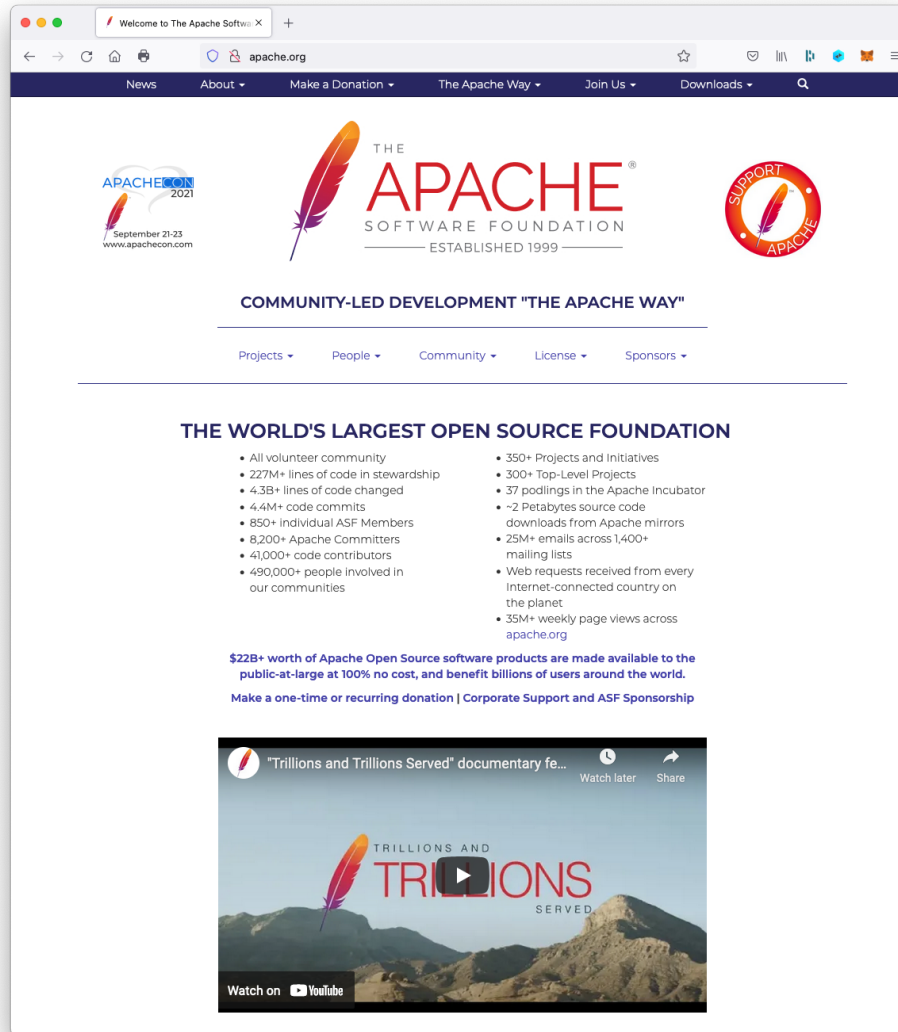 Welcome to The Apache Softwa
apache.org
News About Make a Donation The Apache Way Join Us Downloads
APACHECON
2021
September 21-23
www.apachecon.com
THE
APACHE®
SOFTWARE FOUNDATION
ESTABLISHED 1999
SUPPORT
APACHE
COMMUNITY-LED DEVELOPMENT "THE APACHE WAY"
Projects People Community License Sponsors
THE WORLD'S LARGEST OPEN SOURCE FOUNDATION
• All volunteer community
• 227M+ lines of code in stewardship
• 4.3B+ lines of code changed
• 4.4M+ code commits
• 850+ individual ASF Members
• 8,200+ Apache Committers
• 41,000+ code contributors
• 490,000+ people involved in
our communities
• 350+ Projects and Initiatives
• 300+ Top-Level Projects
• 37 podlings in the Apache Incubator
• ~2 Petabytes source code
downloads from Apache mirrors
• 25M+ emails across 1,400+
mailing lists
• Web requests received from every
Internet-connected country on
the planet
• 35M+ weekly page views across
apache.org
$22B+ worth of Apache Open Source software products are made available to the
public-at-large at 100% no cost, and benefit billions of users around the world.
Make a one-time or recurring donation | Corporate Support and ASF Sponsorship
"Trillions and Trillions Served" documentary fe...
Watch later Share
TRILLIONS AND
TRILLIONS
SERVED
Watch on YouTube